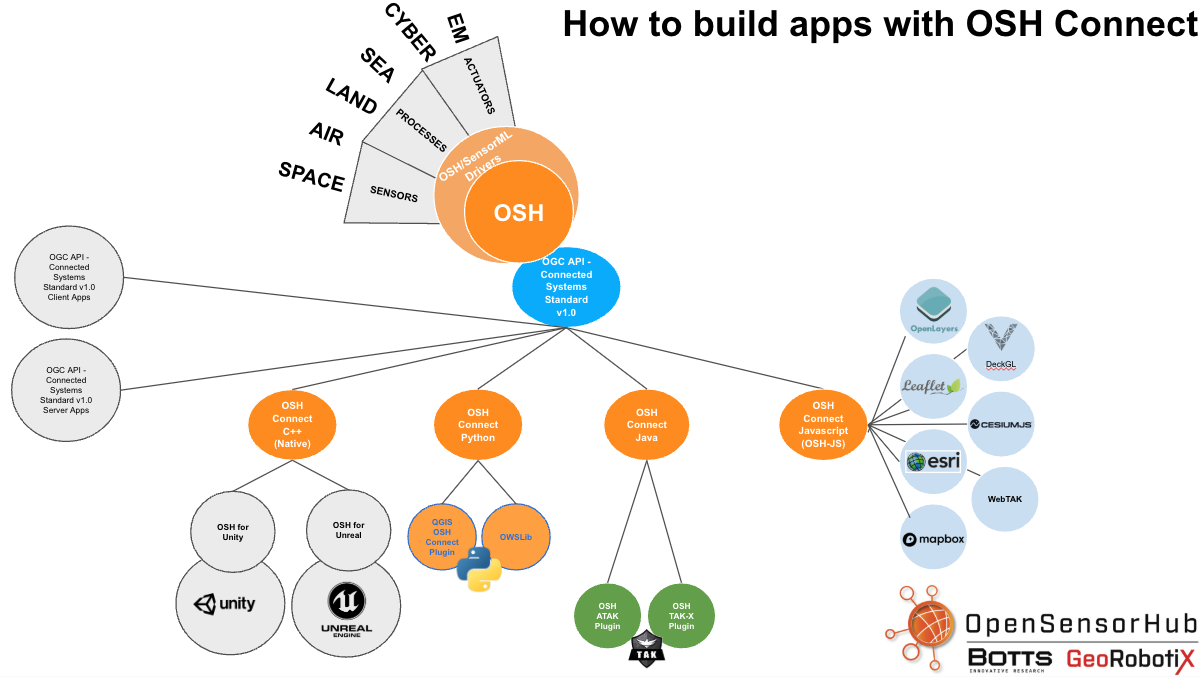 How to build apps with OSH Connect
EM
CYBER
SEA
LAND
AIR
SPACE
ACTUATORS
PROCESSES
SENSORS
OSH/SensorML
Drivers
OSH
OGC API -
Connected
Systems
Standard
v1.0
OGC API -
Connected
Systems
Standard v1.0
Client Apps
OGC API -
Connected
Systems
Standard v1.0
Server Apps
OSH
Connect
C++
(Native)
OSH
Connect
Python
OSH
Connect
Java
OSH
Connect
Javascript
(OSH-JS)
OpenLayers
DeckGL
Leaflet
CESIUMJS
esri
WebTAK
mapbox
OSH for
Unity
OSH for
Unreal
unity
UNREAL
ENGINE
QGIS
OSH
Connect
Plugin
OWSLib
OSH
ATAK
Plugin
OSH
TAK-X
Plugin
TAK
OpenSensorHub
BOTTS
INNOVATIVE RESEARCH
GeoRobotiX